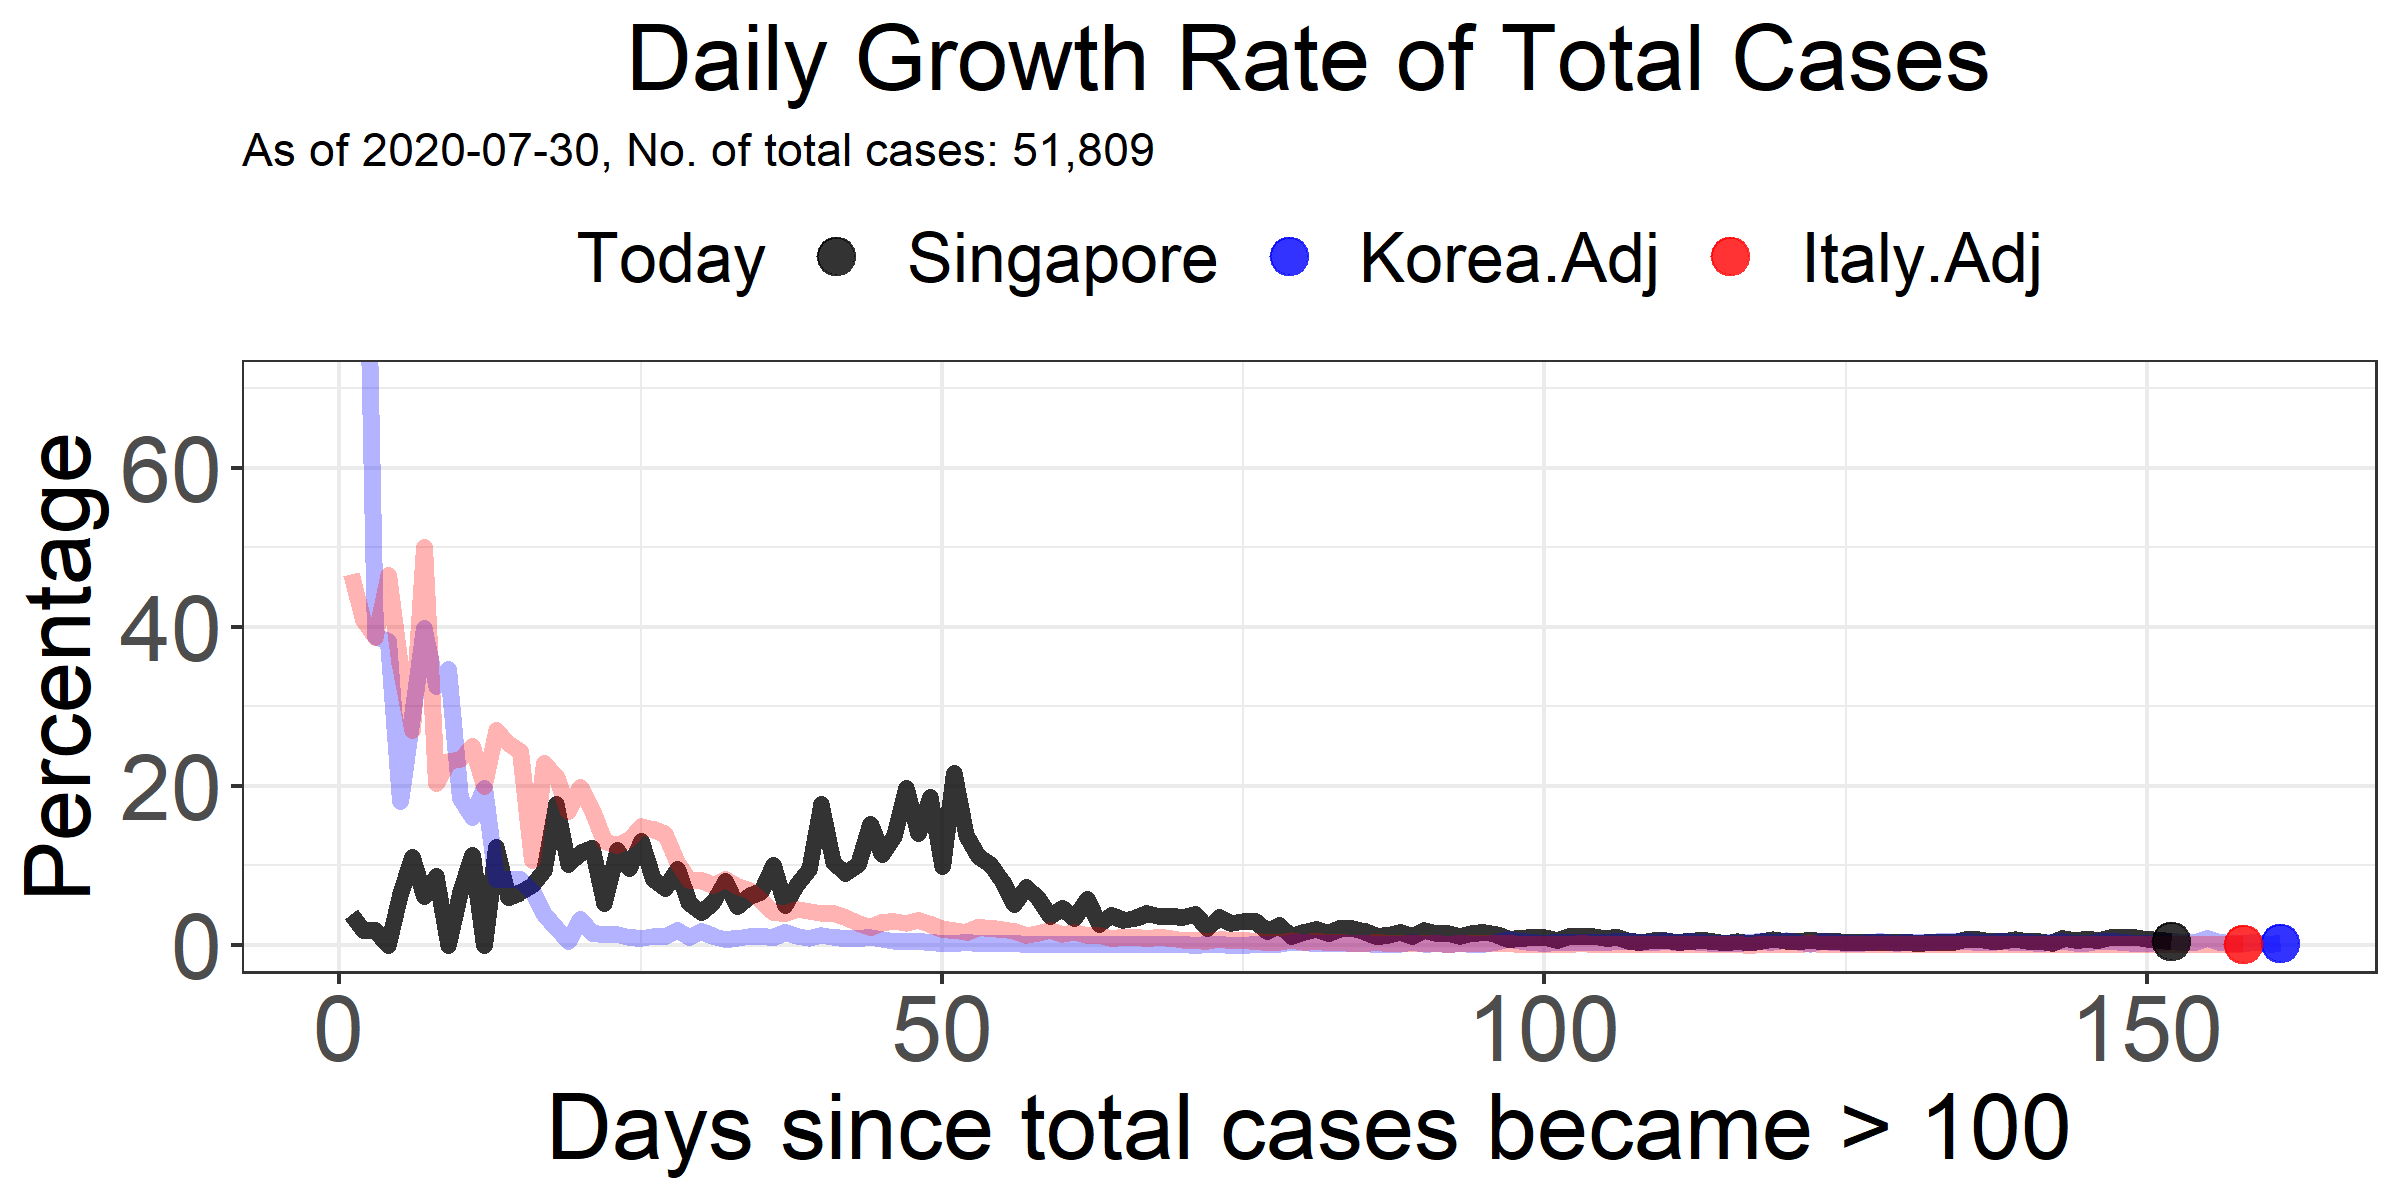 Daily Growth Rate of Total Cases
As of 2020-07-30, No. of total cases: 51,809
Today Singapore Korea.Adj Italy.Adj
Percentage
60
40
20
0
0 50 100 150
Days since total cases became > 100